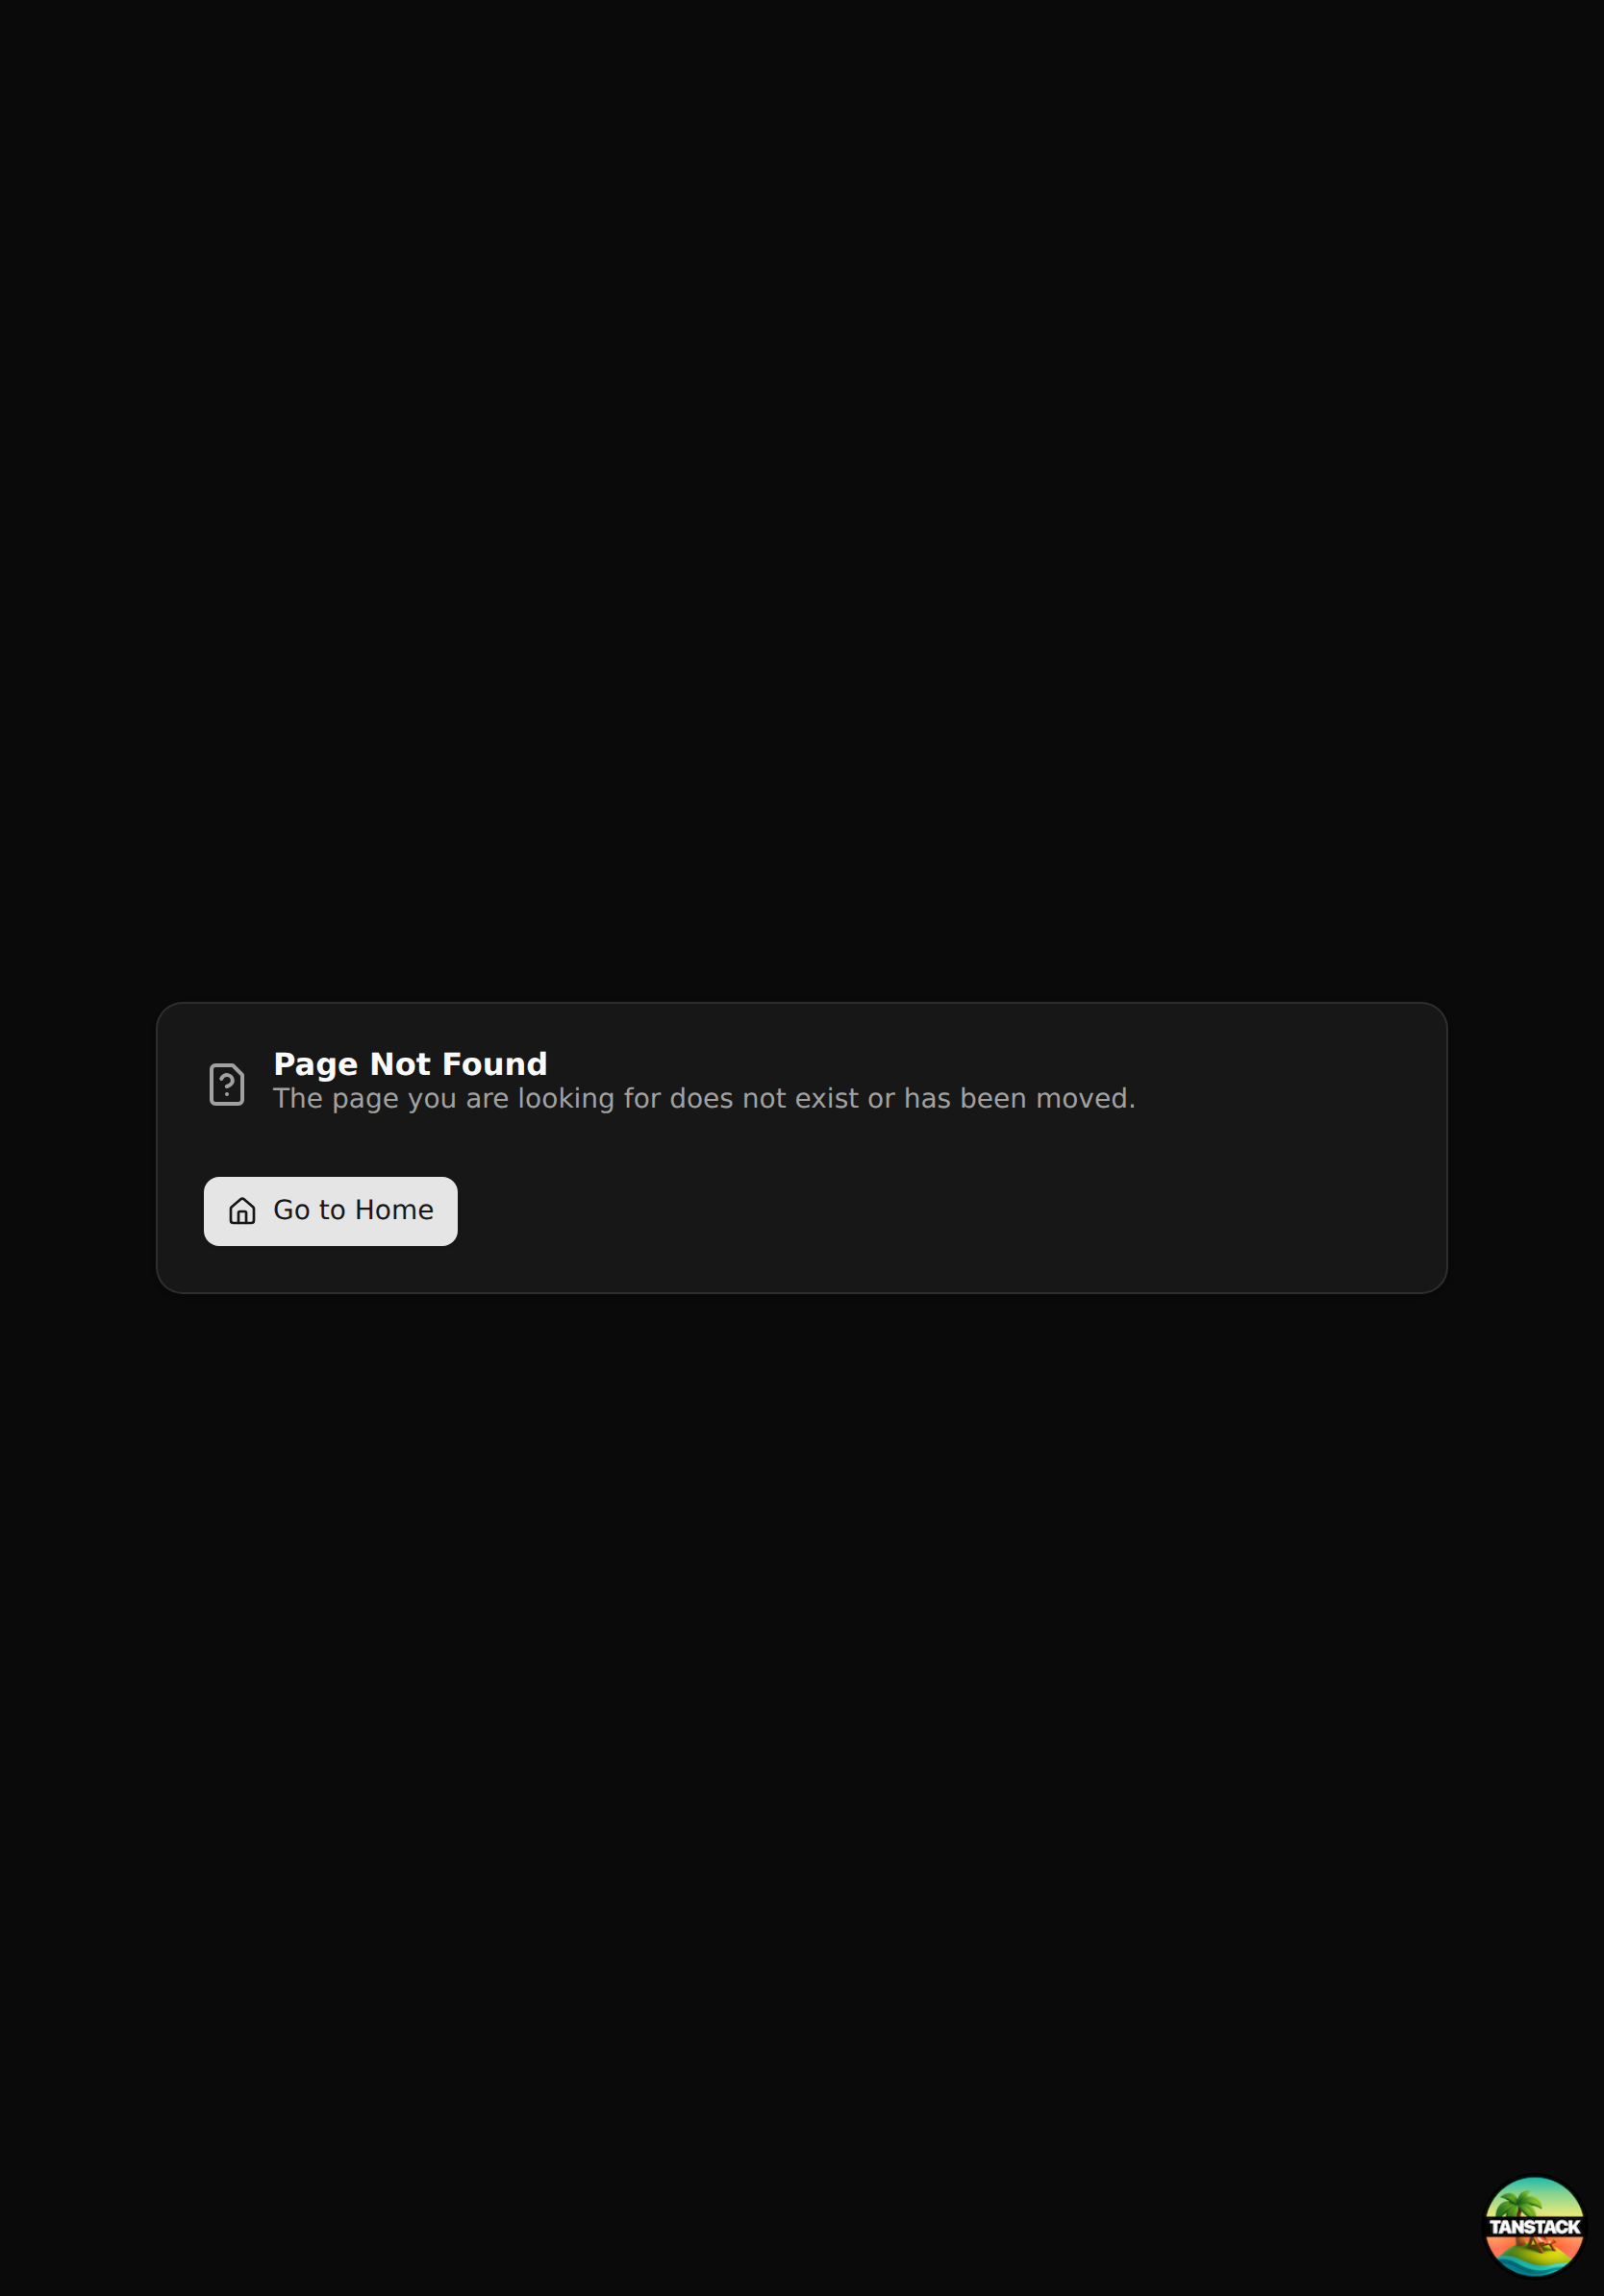 Page Not Found
The page you are looking for does not exist or has been moved.
Go to Home
TANSTACK